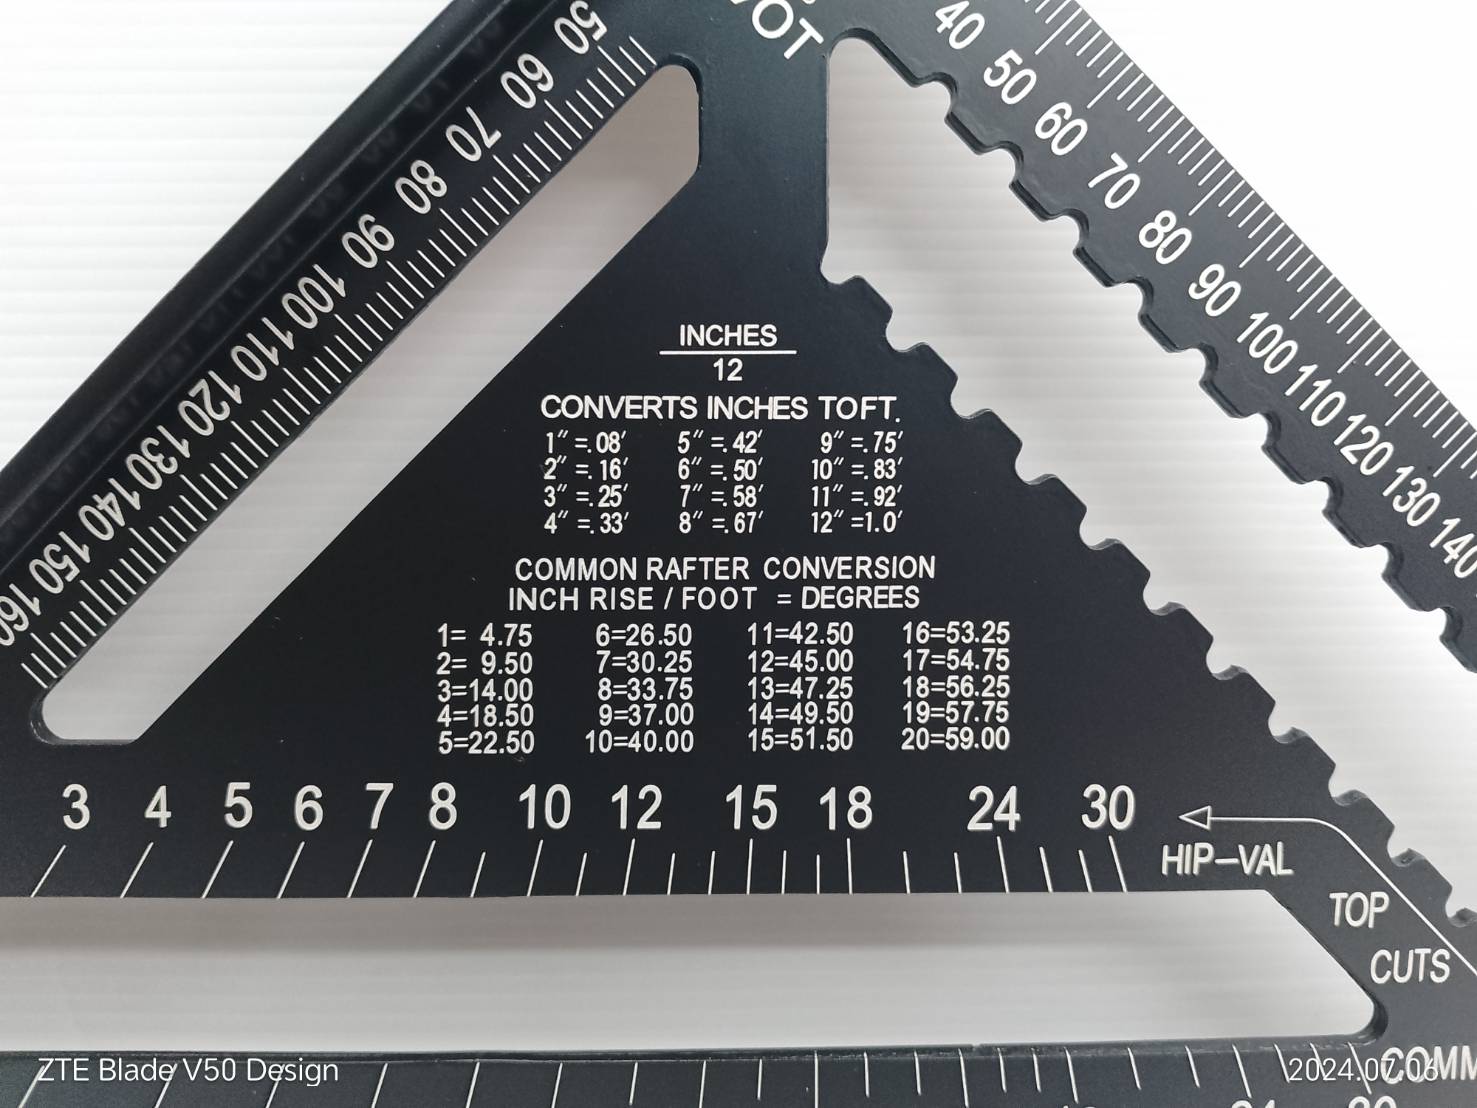 50 60 70 80 90 100 110 120 130 140 150 160
OT
40 50 60 70 80 90 100 110 120 130 140
INCHES
12
CONVERTS INCHES TO FT.
1″ =.08′ 5″ =.42′ 9″ =.75′
2″ =.16′ 6″ =.50′ 10″ =.83′
3″ =.25′ 7″ =.58′ 11″ =.92′
4″ =.33′ 8″ =.67′ 12″ =1.0′
COMMON RAFTER CONVERSION
INCH RISE / FOOT = DEGREES
1= 4.75 6=26.50 11=42.50 16=53.25
2= 9.50 7=30.25 12=45.00 17=54.75
3=14.00 8=33.75 13=47.25 18=56.25
4=18.50 9=37.00 14=49.50 19=57.75
5=22.50 10=40.00 15=51.50 20=59.00
3 4 5 6 7 8 10 12 15 18 24 30
HIP-VAL
TOP
CUTS
COMM
ZTE Blade V50 Design
2024.07.06